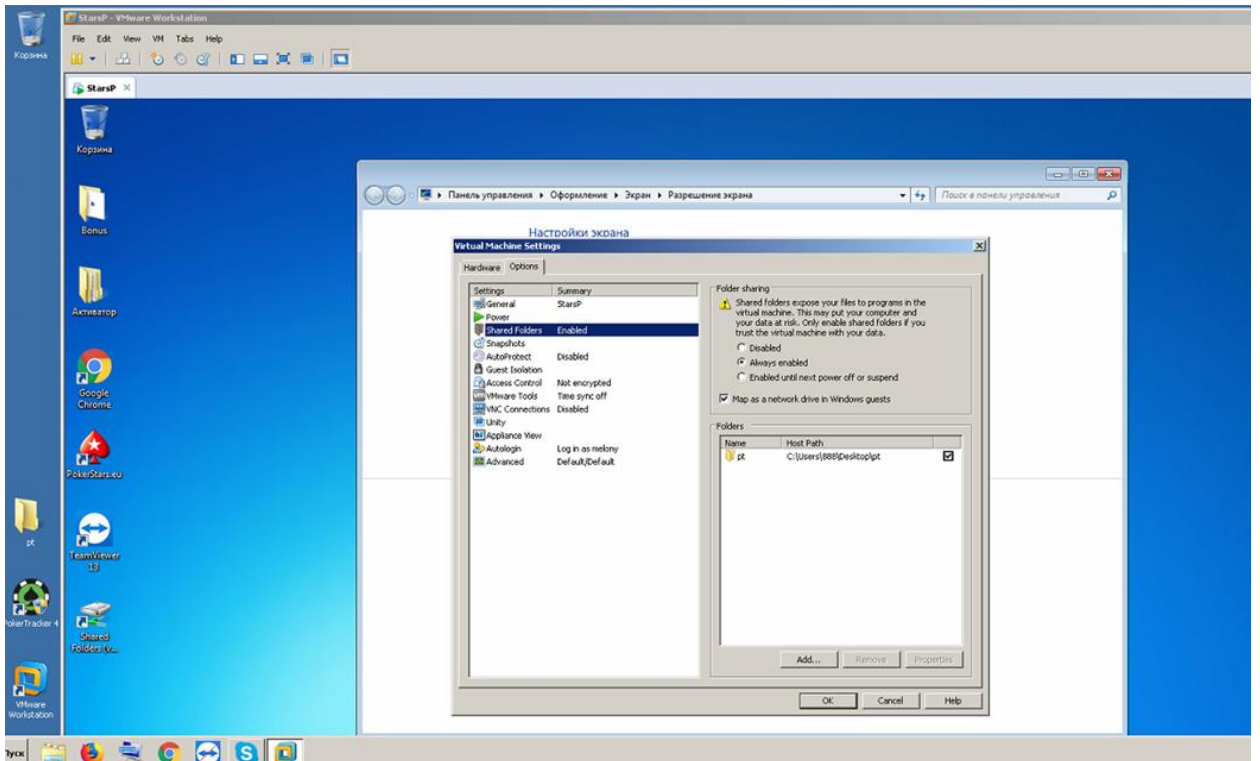 StarsP - VMware Workstation
File Edit View VM Tabs Help
Корзина
StarsP
Корзина
Bonus
Активатор
Google
Chrome
PokerStars.eu
TeamViewer
13
Shared
Folders (v...
pt
PokerTracker 4
VMware
Workstation
Панель управления Оформление Экран Разрешение экрана
Поиск в панели управления
Настройки экрана
Virtual Machine Settings
Hardware Options
Settings Summary
General StarsP
Power
Shared Folders Enabled
Snapshots
AutoProtect Disabled
Guest Isolation
Access Control Not encrypted
VMware Tools Time sync off
VNC Connections Disabled
Unity
Appliance View
Autologin Log in as melony
Advanced Default/Default
Folder sharing
Shared folders expose your files to programs in the
virtual machine. This may put your computer and
your data at risk. Only enable shared folders if you
trust the virtual machine with your data.
Disabled
Always enabled
Enabled until next power off or suspend
Map as a network drive in Windows guests
Folders
Name Host Path
pt C:\Users\888\Desktop\pt
Add... Remove Properties
OK Cancel Help
Пуск